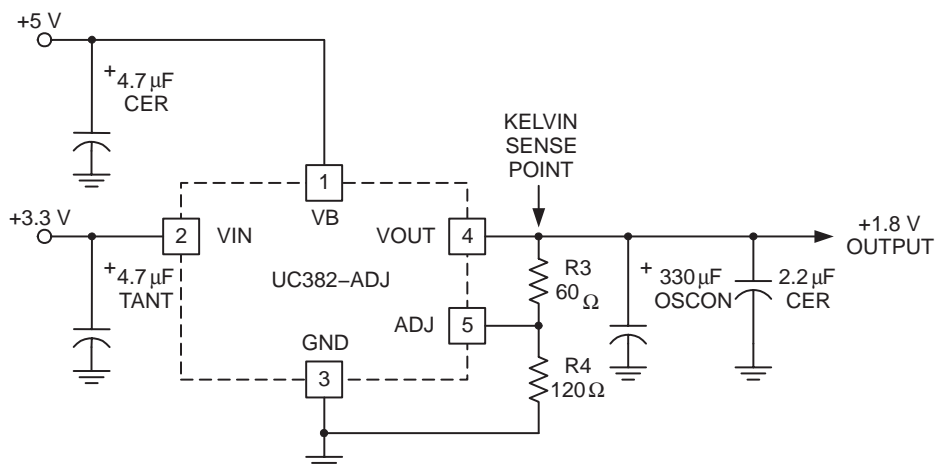 +5 V
+
4.7 µF
CER
KELVIN
SENSE
POINT
1
VB
+3.3 V
2
VIN
VOUT
4
+1.8 V
OUTPUT
+
4.7 µF
TANT
UC382–ADJ
R3
60 Ω
+
330 µF
OSCON
2.2 µF
CER
ADJ
5
GND
3
R4
120 Ω